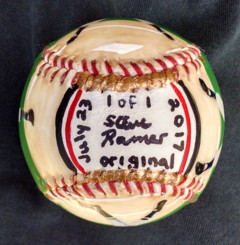 July 23
1 of 1
Steve
Ramer
original
2017